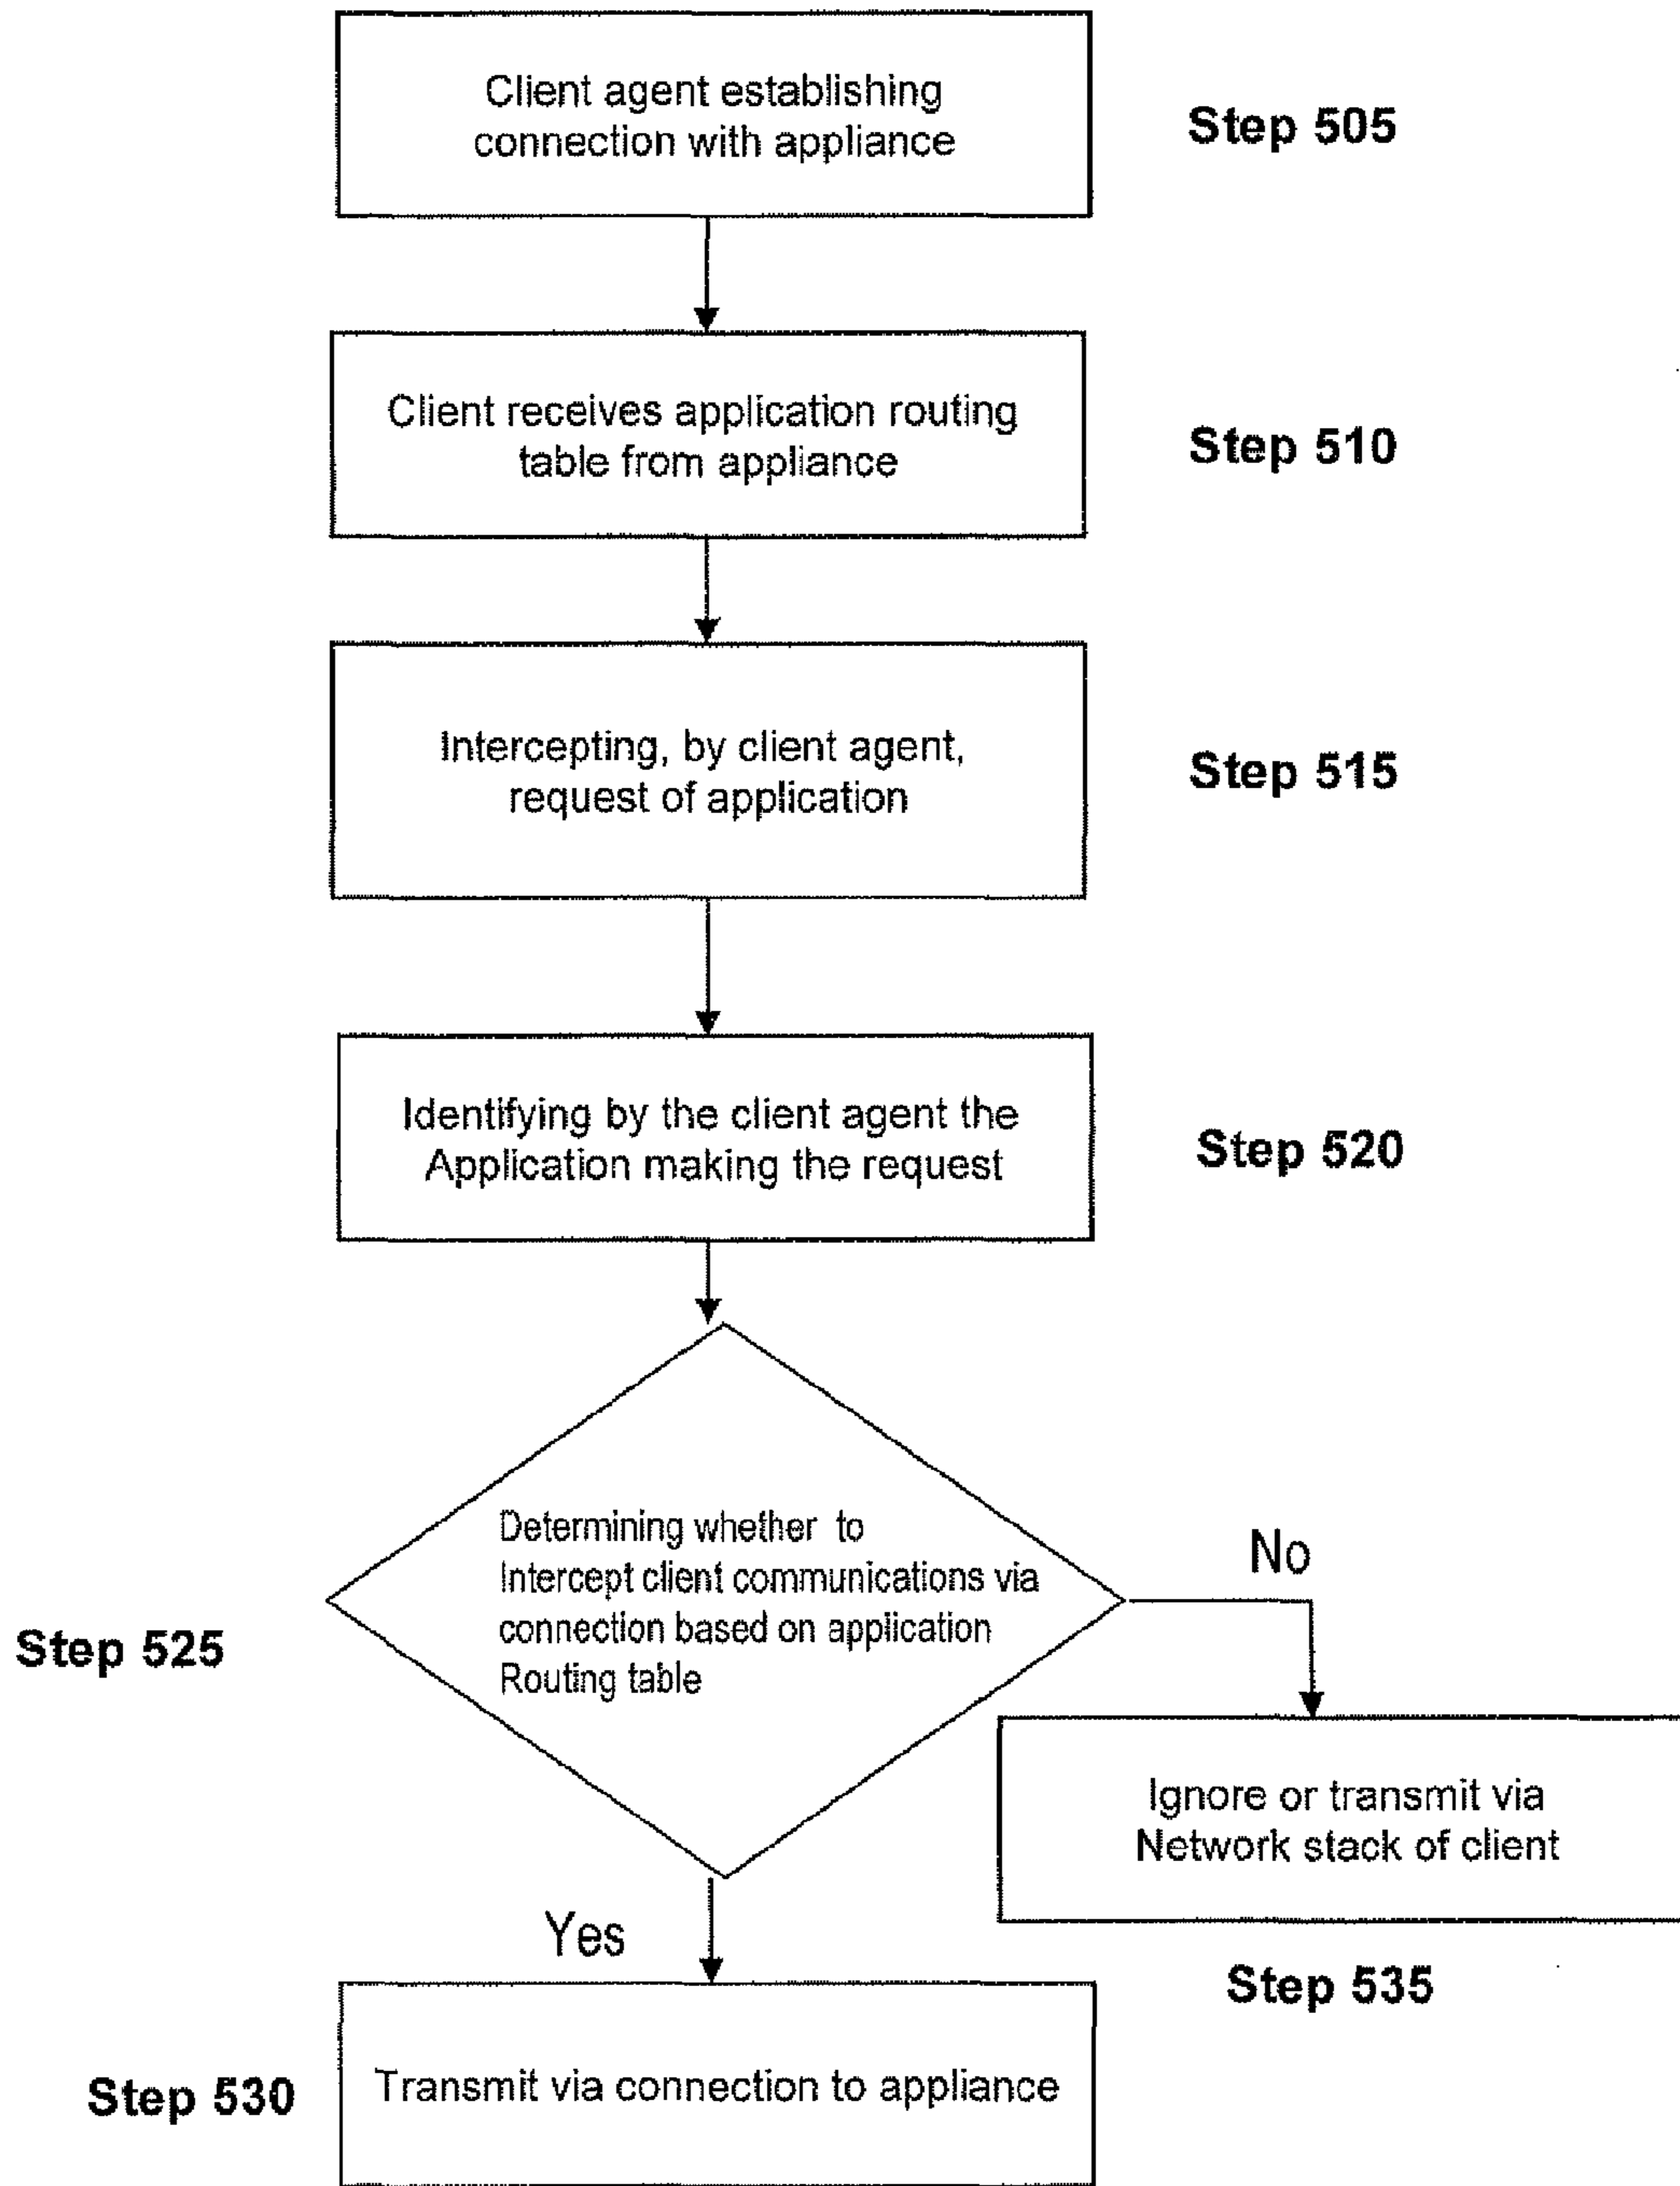 Client agent establishing
connection with appliance
Step 505
Client receives application routing
table from appliance
Step 510
Intercepting, by client agent,
request of application
Step 515
Identifying by the client agent the
Application making the request
Step 520
Determining whether to
Intercept client communications via
connection based on application
Routing table
Step 525
No
Ignore or transmit via
Network stack of client
Step 535
Yes
Transmit via connection to appliance
Step 530